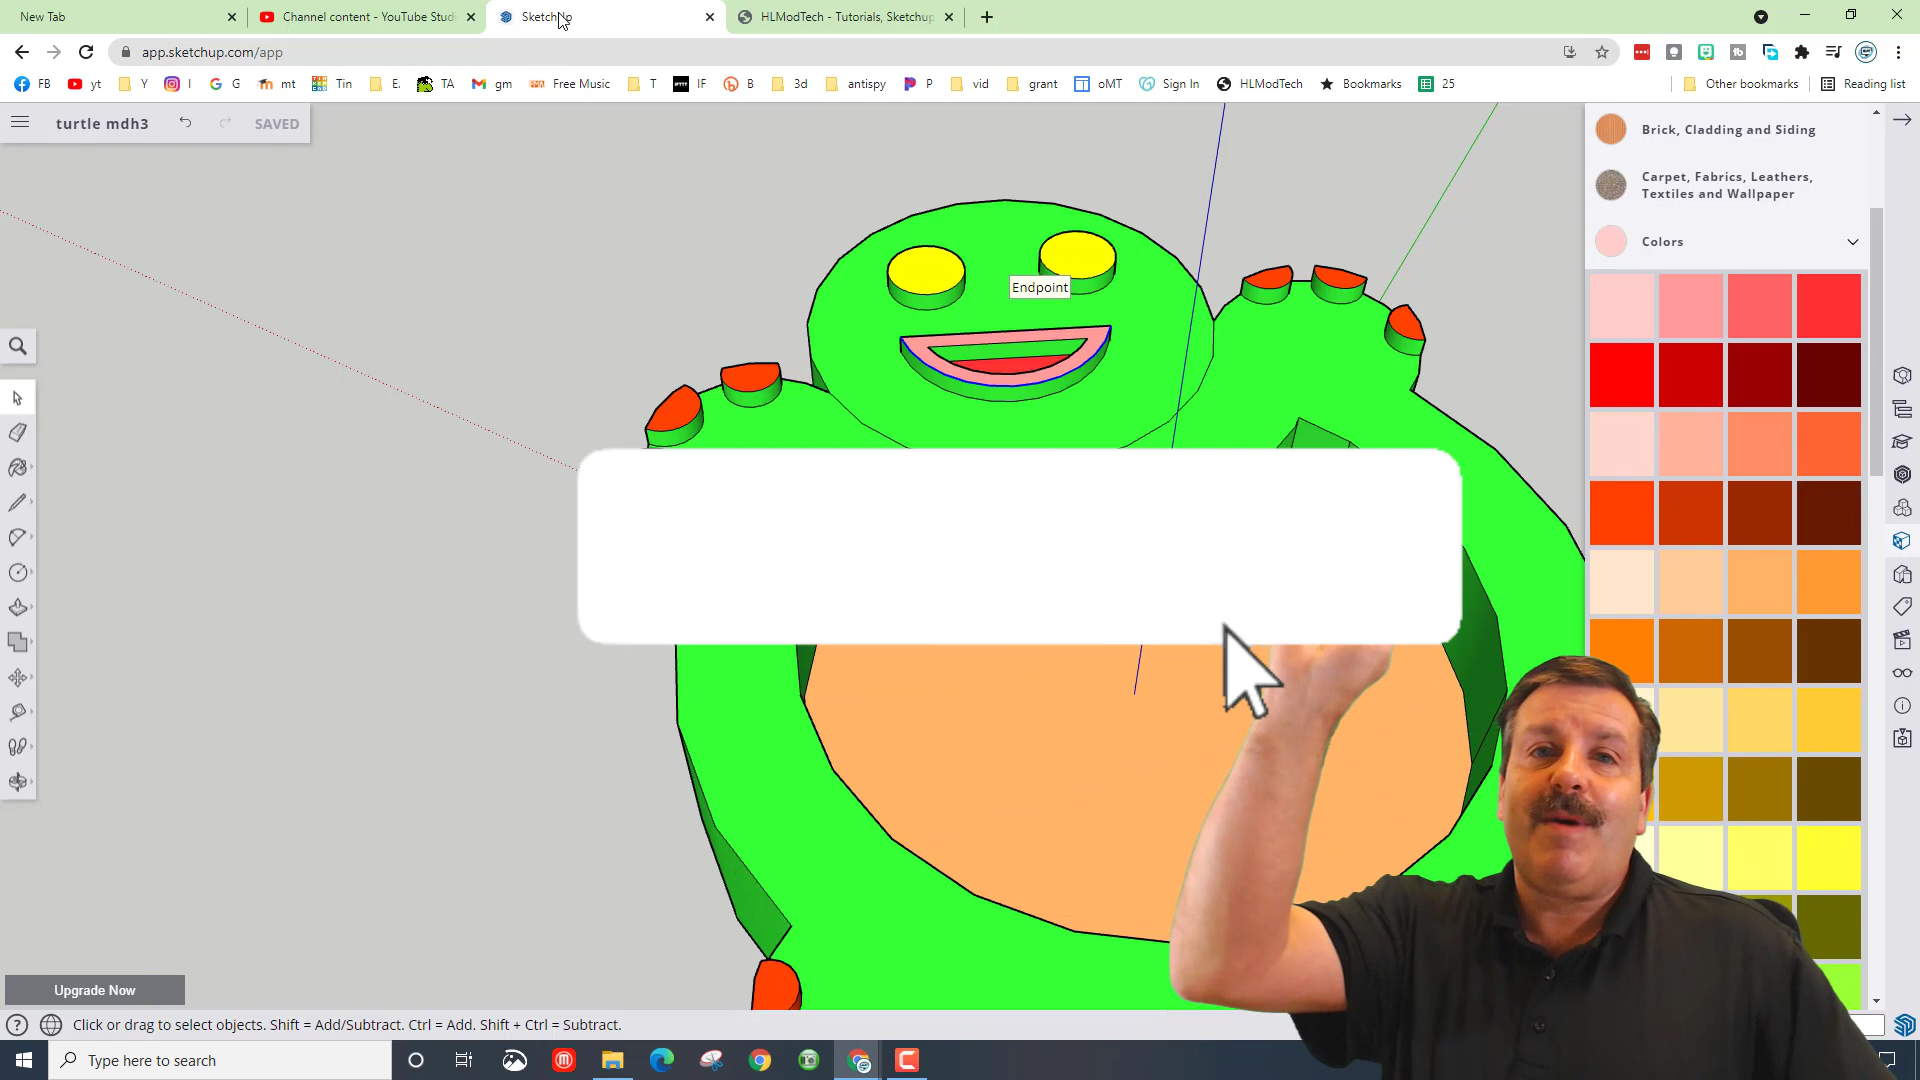 New Tab
Channel content - YouTube Stud
SketchUp
HLModTech - Tutorials, Sketchup
app.sketchup.com/app
FB
yt
Y
I
G
mt
Tin
E.
TA
gm
Free Music
T
IF
B
3d
antispy
P
vid
grant
oMT
Sign In
HLModTech
Bookmarks
25
Other bookmarks
Reading list
turtle mdh3
SAVED
Brick, Cladding and Siding
Carpet, Fabrics, Leathers,
Textiles and Wallpaper
Colors
Endpoint
Upgrade Now
Click or drag to select objects. Shift = Add/Subtract. Ctrl = Add. Shift + Ctrl = Subtract.
Type here to search